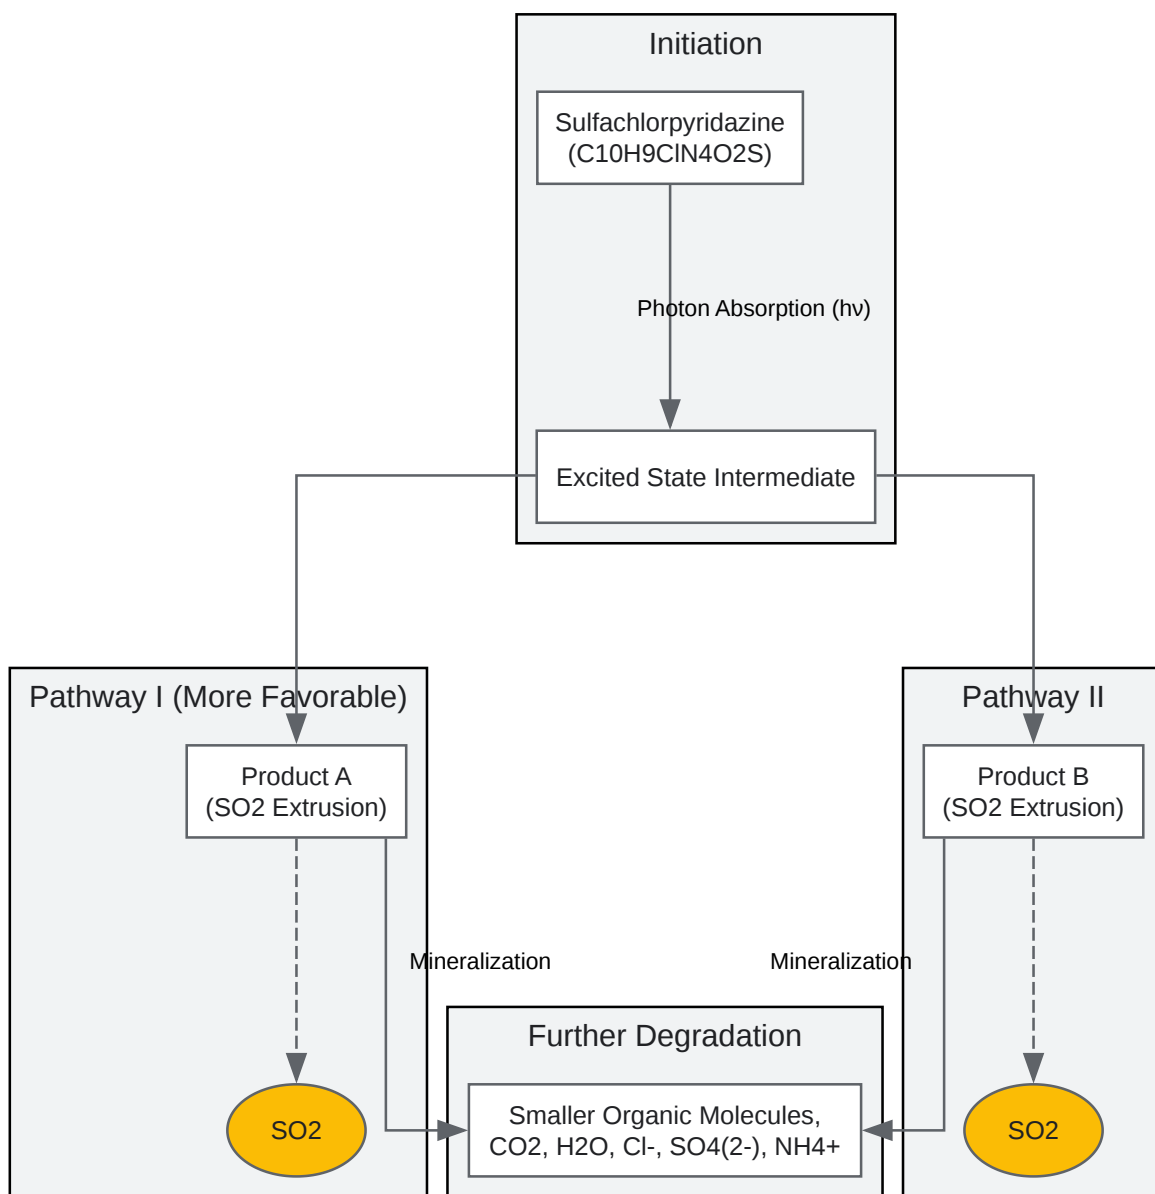 Initiation
Sulfachlorpyridazine
(C10H9ClN4O2S)
Photon Absorption (hν)
Excited State Intermediate
Pathway I (More Favorable)
Product A
(SO2 Extrusion)
Pathway II
Product B
(SO2 Extrusion)
Mineralization
Mineralization
Further Degradation
Smaller Organic Molecules,
CO2, H2O, Cl-, SO4(2-), NH4+
SO2
SO2